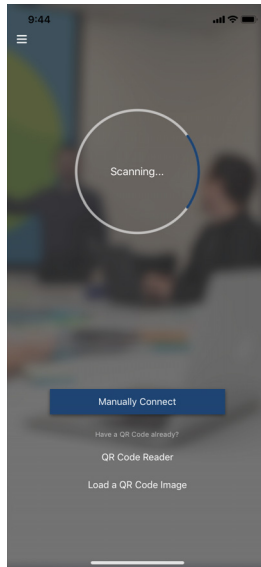 9:44
Scanning...
Manually Connect
Have a QR Code already?
QR Code Reader
Load a QR Code Image